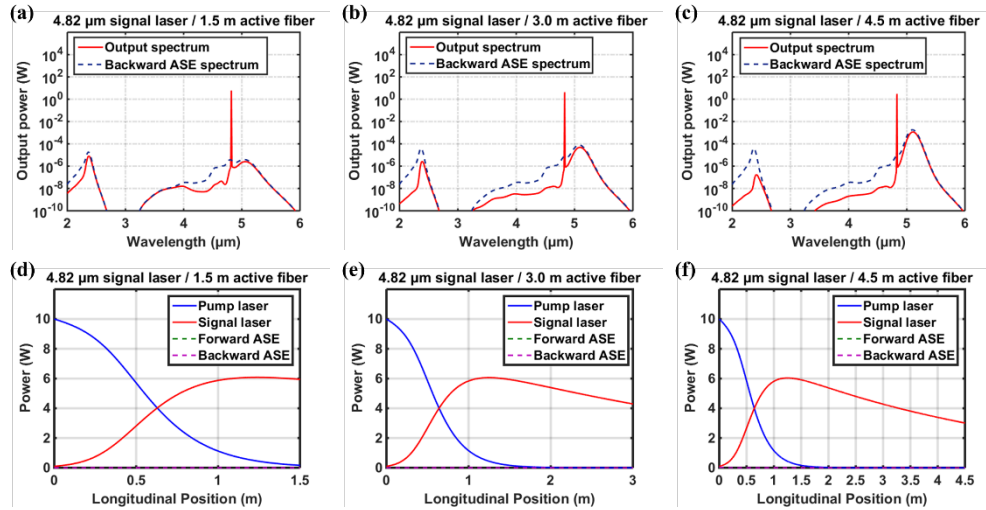 (a)
4.82 µm signal laser / 1.5 m active fiber
Output spectrum
Backward ASE spectrum
Output power (W)
10^4
10^2
10^0
10^-2
10^-4
10^-6
10^-8
10^-10
2 3 4 5 6
Wavelength (µm)
(b)
4.82 µm signal laser / 3.0 m active fiber
Output spectrum
Backward ASE spectrum
Output power (W)
10^4
10^2
10^0
10^-2
10^-4
10^-6
10^-8
10^-10
2 3 4 5 6
Wavelength (µm)
(c)
4.82 µm signal laser / 4.5 m active fiber
Output spectrum
Backward ASE spectrum
Output power (W)
10^4
10^2
10^0
10^-2
10^-4
10^-6
10^-8
10^-10
2 3 4 5 6
Wavelength (µm)
(d)
4.82 µm signal laser / 1.5 m active fiber
Pump laser
Signal laser
Forward ASE
Backward ASE
Power (W)
10
8
6
4
2
0
0 0.5 1 1.5
Longitudinal Position (m)
(e)
4.82 µm signal laser / 3.0 m active fiber
Pump laser
Signal laser
Forward ASE
Backward ASE
Power (W)
10
8
6
4
2
0
0 1 2 3
Longitudinal Position (m)
(f)
4.82 µm signal laser / 4.5 m active fiber
Pump laser
Signal laser
Forward ASE
Backward ASE
Power (W)
10
8
6
4
2
0
0 0.5 1 1.5 2 2.5 3 3.5 4 4.5
Longitudinal Position (m)